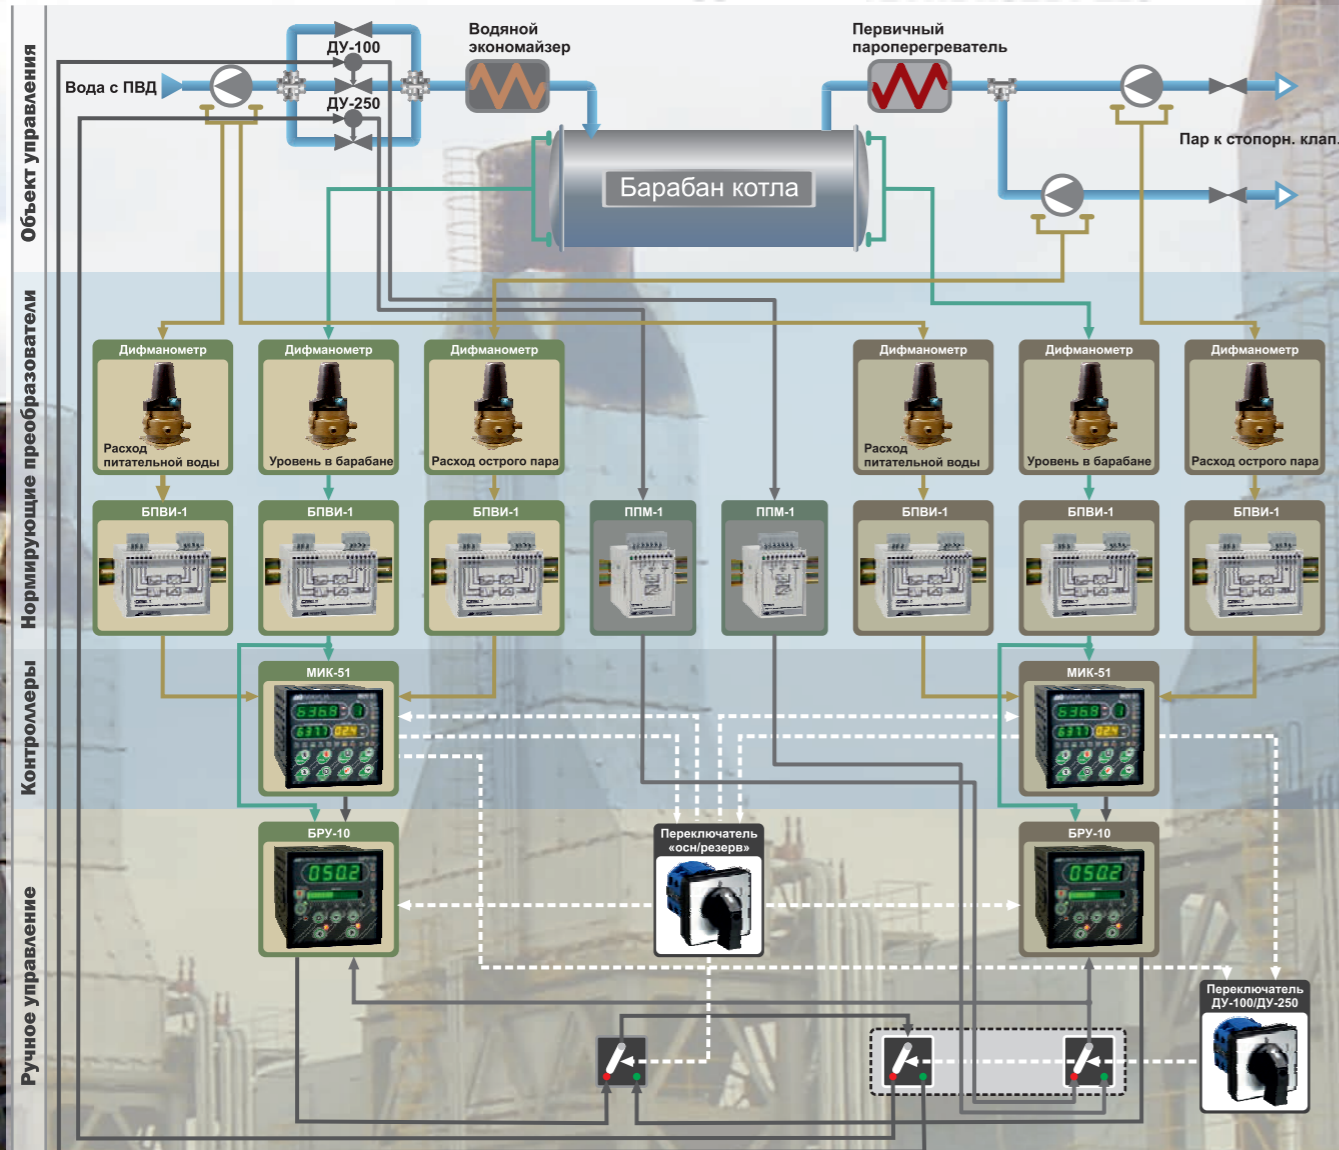 Объект управления
Нормирующие преобразователи
Контроллеры
Ручное управление
Вода с ПВД
ДУ-100
ДУ-250
Водяной
экономайзер
Первичный
пароперегреватель
Пар к стопорн. клап.
Барабан котла
Дифманометр
Расход
питательной воды
Дифманометр
Уровень в барабане
Дифманометр
Расход острого пара
Дифманометр
Расход
питательной воды
Дифманометр
Уровень в барабане
Дифманометр
Расход острого пара
БПВИ-1
БПВИ-1
БПВИ-1
ППМ-1
ППМ-1
БПВИ-1
БПВИ-1
БПВИ-1
МИК-51
МИК-51
БРУ-10
050.2
Переключатель
«осн/резерв»
БРУ-10
050.2
Переключатель
ДУ-100/ДУ-250